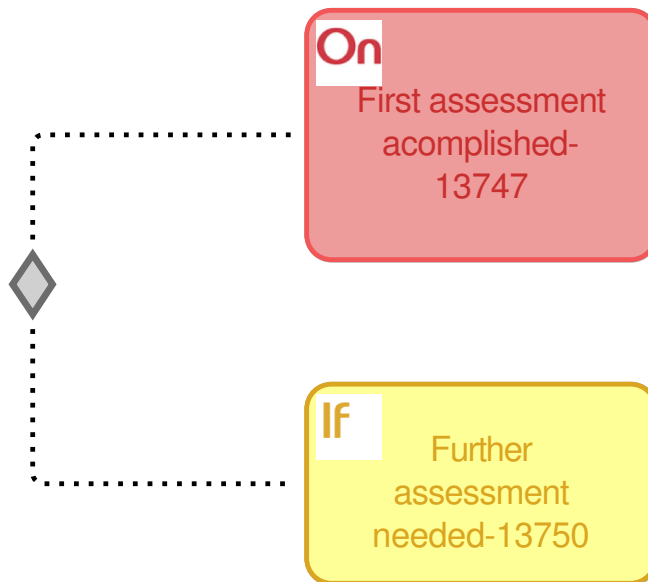 On
First assessment
acomplished-
13747
If
Further
assessment
needed-13750